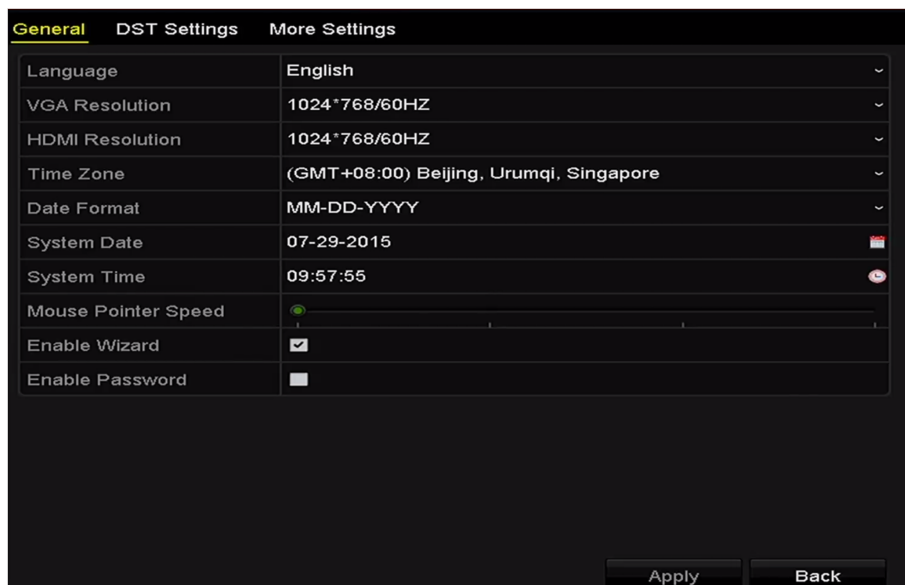 General DST Settings More Settings
Language English
VGA Resolution 1024*768/60HZ
HDMI Resolution 1024*768/60HZ
Time Zone (GMT+08:00) Beijing, Urumqi, Singapore
Date Format MM-DD-YYYY
System Date 07-29-2015
System Time 09:57:55
Mouse Pointer Speed
Enable Wizard
Enable Password
Apply Back